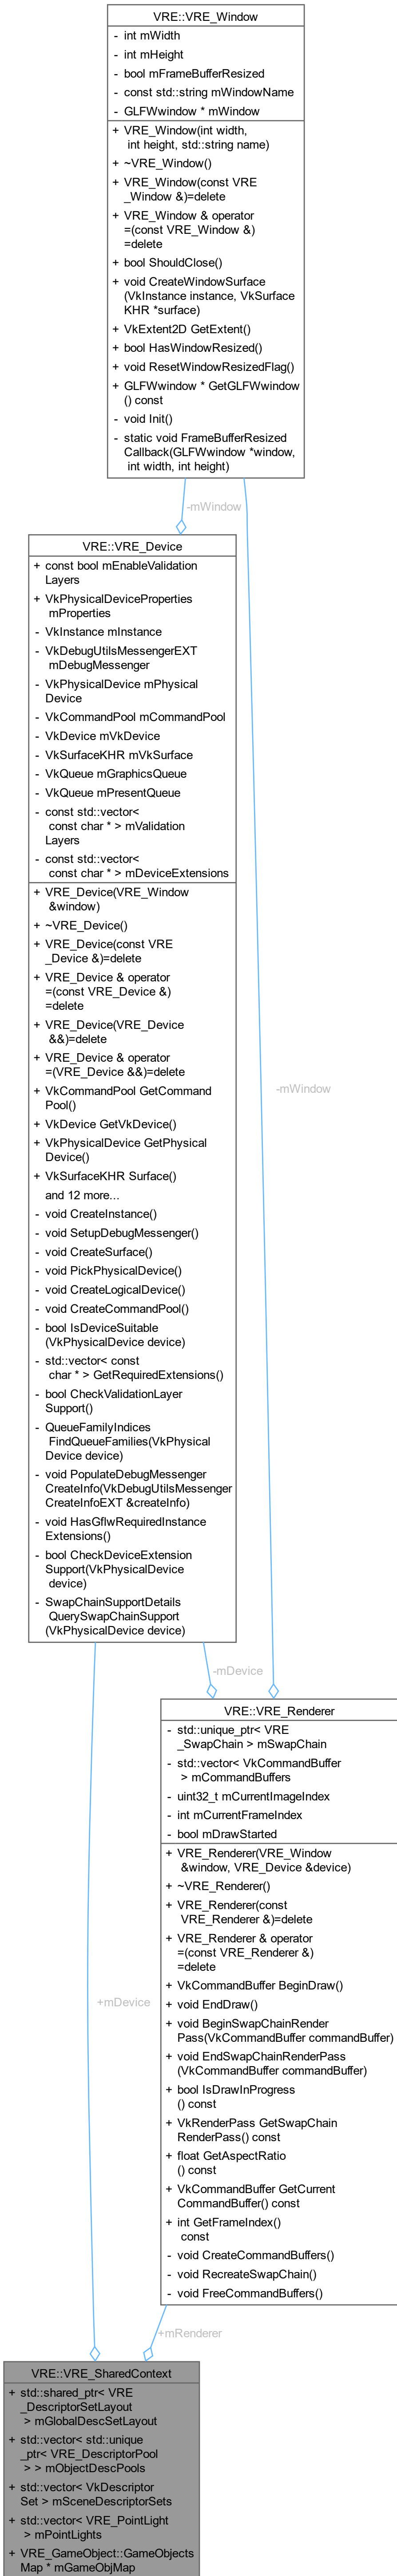 VRE::VRE_Window
- int mWidth
- int mHeight
- bool mFrameBufferResized
- const std::string mWindowName
- GLFWwindow * mWindow
+ VRE_Window(int width,
int height, std::string name)
+ ~VRE_Window()
+ VRE_Window(const VRE
_Window &)=delete
+ VRE_Window & operator
=(const VRE_Window &)
=delete
+ bool ShouldClose()
+ void CreateWindowSurface
(VkInstance instance, VkSurface
KHR *surface)
+ VkExtent2D GetExtent()
+ bool HasWindowResized()
+ void ResetWindowResizedFlag()
+ GLFWwindow * GetGLFWwindow
() const
- void Init()
- static void FrameBufferResized
Callback(GLFWwindow *window,
int width, int height)
-mWindow
VRE::VRE_Device
+ const bool mEnableValidation
Layers
+ VkPhysicalDeviceProperties
mProperties
- VkInstance mInstance
- VkDebugUtilsMessengerEXT
mDebugMessenger
- VkPhysicalDevice mPhysical
Device
- VkCommandPool mCommandPool
- VkDevice mVkDevice
- VkSurfaceKHR mVkSurface
- VkQueue mGraphicsQueue
- VkQueue mPresentQueue
- const std::vector<
const char * > mValidation
Layers
- const std::vector<
const char * > mDeviceExtensions
+ VRE_Device(VRE_Window
&window)
+ ~VRE_Device()
+ VRE_Device(const VRE
_Device &)=delete
+ VRE_Device & operator
=(const VRE_Device &)
=delete
+ VRE_Device(VRE_Device
&&)=delete
+ VRE_Device & operator
=(VRE_Device &&)=delete
+ VkCommandPool GetCommand
Pool()
+ VkDevice GetVkDevice()
+ VkPhysicalDevice GetPhysical
Device()
+ VkSurfaceKHR Surface()
and 12 more...
- void CreateInstance()
- void SetupDebugMessenger()
- void CreateSurface()
- void PickPhysicalDevice()
- void CreateLogicalDevice()
- void CreateCommandPool()
- bool IsDeviceSuitable
(VkPhysicalDevice device)
- std::vector< const
char * > GetRequiredExtensions()
- bool CheckValidationLayer
Support()
- QueueFamilyIndices
FindQueueFamilies(VkPhysical
Device device)
- void PopulateDebugMessenger
CreateInfo(VkDebugUtilsMessenger
CreateInfoEXT &createInfo)
- void HasGflwRequiredInstance
Extensions()
- bool CheckDeviceExtension
Support(VkPhysicalDevice
device)
- SwapChainSupportDetails
QuerySwapChainSupport
(VkPhysicalDevice device)
-mWindow
-mDevice
VRE::VRE_Renderer
- std::unique_ptr< VRE
_SwapChain > mSwapChain
- std::vector< VkCommandBuffer
> mCommandBuffers
- uint32_t mCurrentImageIndex
- int mCurrentFrameIndex
- bool mDrawStarted
+ VRE_Renderer(VRE_Window
&window, VRE_Device &device)
+ ~VRE_Renderer()
+ VRE_Renderer(const
VRE_Renderer &)=delete
+ VRE_Renderer & operator
=(const VRE_Renderer &)
=delete
+ VkCommandBuffer BeginDraw()
+ void EndDraw()
+ void BeginSwapChainRender
Pass(VkCommandBuffer commandBuffer)
+ void EndSwapChainRenderPass
(VkCommandBuffer commandBuffer)
+ bool IsDrawInProgress
() const
+ VkRenderPass GetSwapChain
RenderPass() const
+ float GetAspectRatio
() const
+ VkCommandBuffer GetCurrent
CommandBuffer() const
+ int GetFrameIndex()
const
- void CreateCommandBuffers()
- void RecreateSwapChain()
- void FreeCommandBuffers()
+mDevice
+mRenderer
VRE::VRE_SharedContext
+ std::shared_ptr< VRE
_DescriptorSetLayout
> mGlobalDescSetLayout
+ std::vector< std::unique
_ptr< VRE_DescriptorPool
> > mObjectDescPools
+ std::vector< VkDescriptor
Set > mSceneDescriptorSets
+ std::vector< VRE_PointLight
> mPointLights
+ VRE_GameObject::GameObjects
Map * mGameObjMap